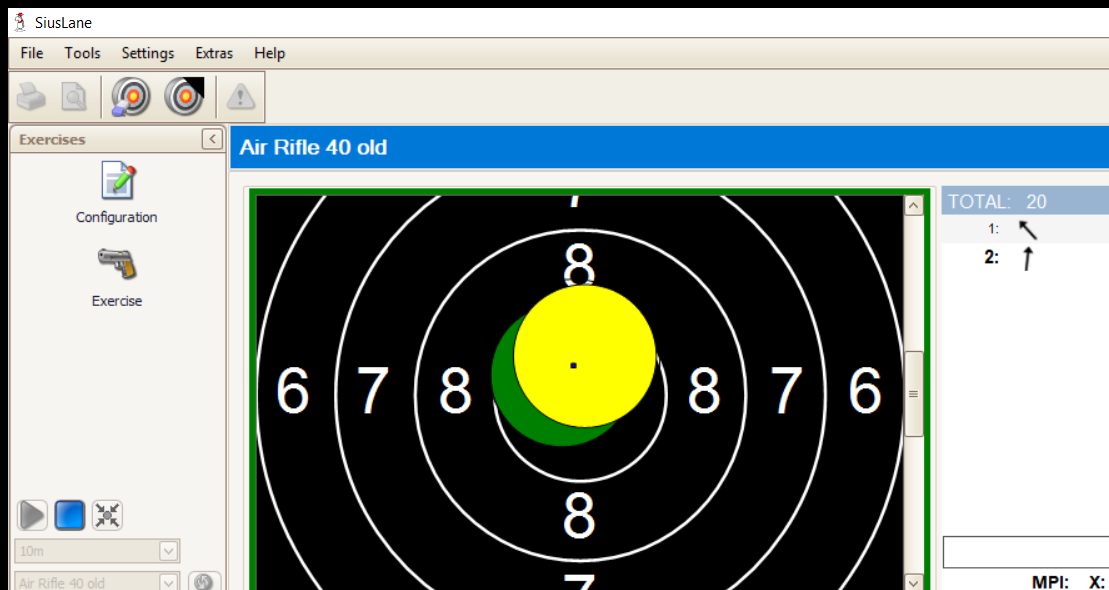 SiusLane
File Tools Settings Extras Help
Exercises
Air Rifle 40 old
Configuration
Exercise
10m
Air Rifle 40 old
7
8
6 7 8 8 7 6
8
7
TOTAL: 20
1:
2:
MPI: X: